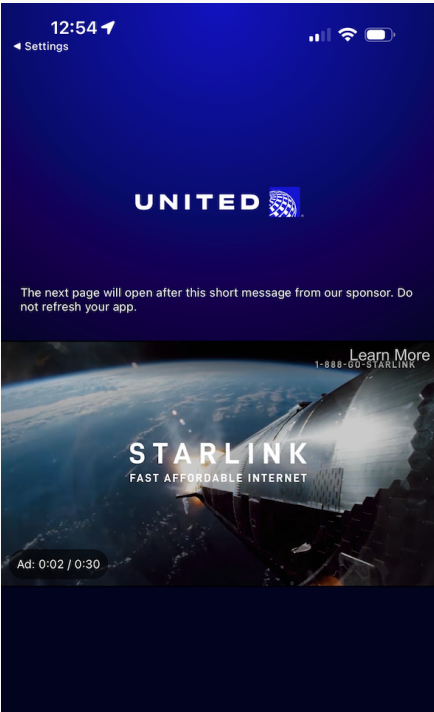 12:54
◀ Settings
UNITED
The next page will open after this short message from our sponsor. Do
not refresh your app.
Learn More
1-888-GO-STARLINK
STARLINK
FAST AFFORDABLE INTERNET
Ad: 0:02 / 0:30